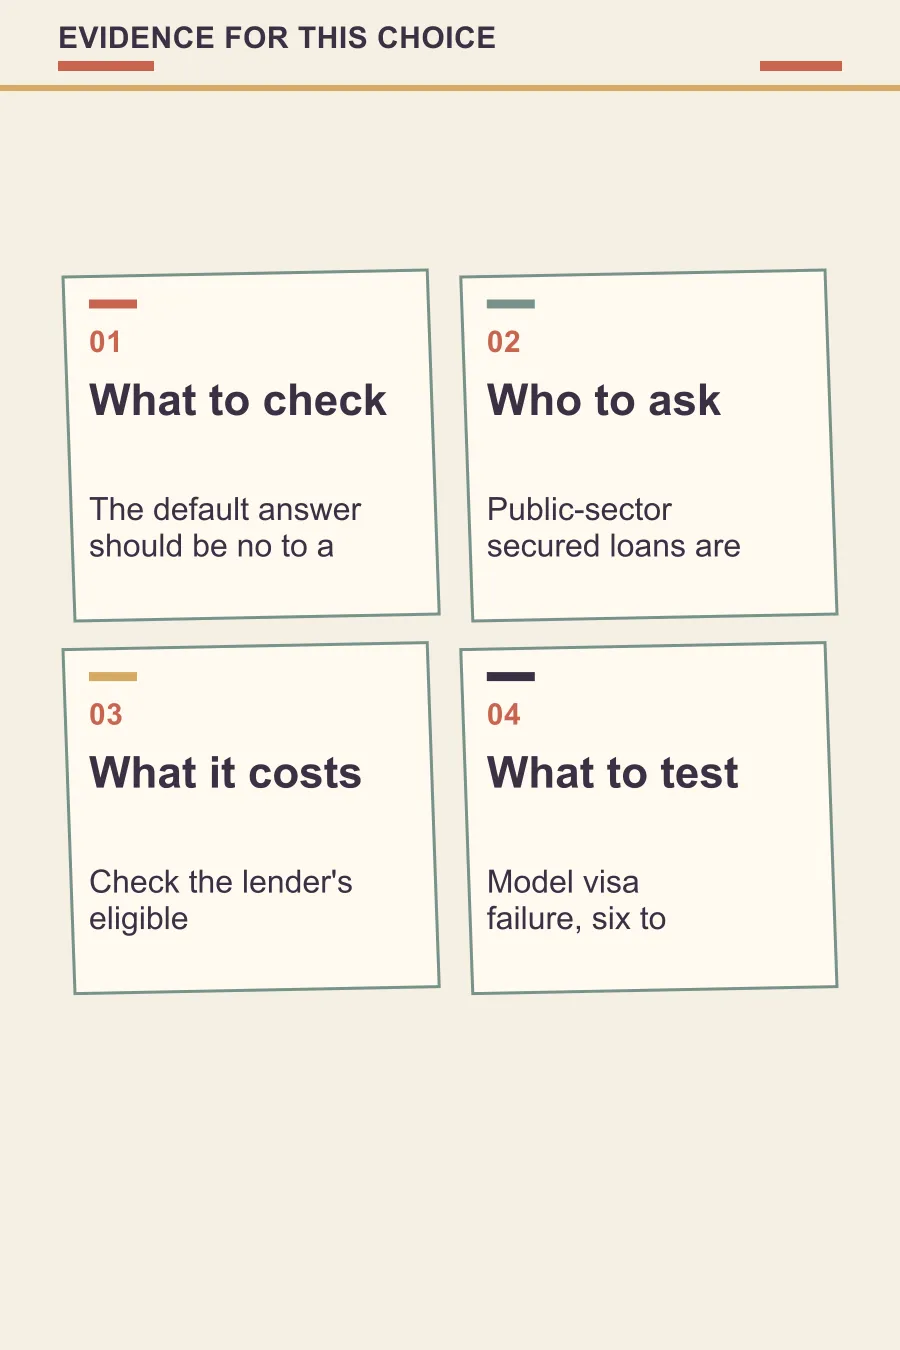 EVIDENCE FOR THIS CHOICE
01
What to check
The default answer
should be no to a
02
Who to ask
Public-sector
secured loans are
03
What it costs
Check the lender's
eligible
04
What to test
Model visa
failure, six to